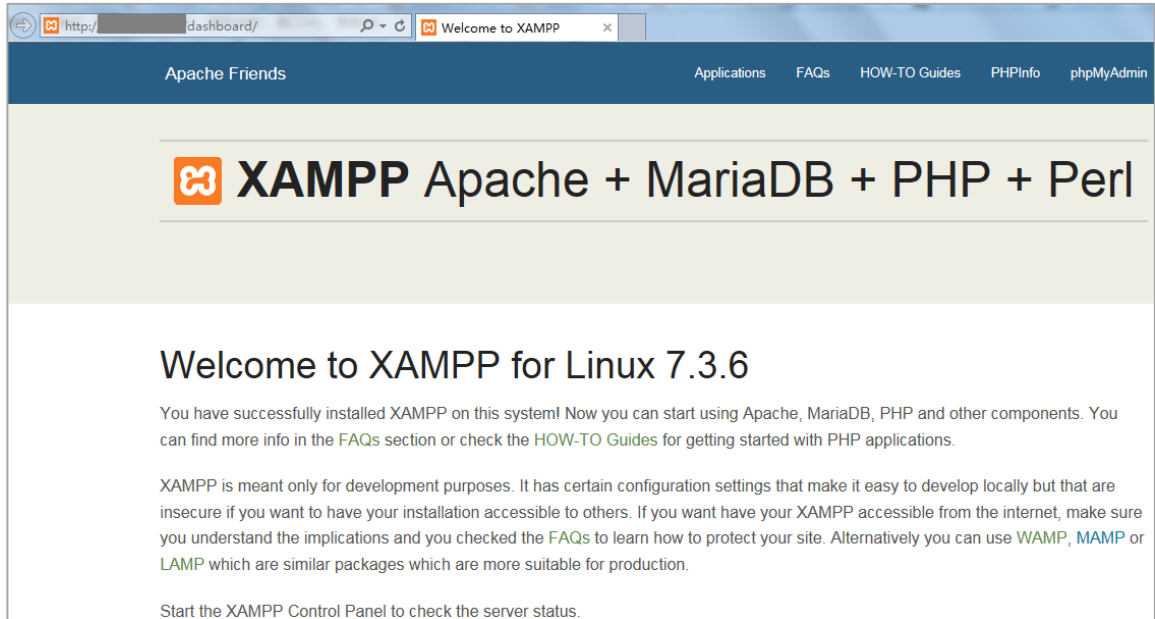 http:/ /dashboard/ Welcome to XAMPP
Apache Friends Applications FAQs HOW-TO Guides PHPInfo phpMyAdmin
XAMPP Apache + MariaDB + PHP + Perl
Welcome to XAMPP for Linux 7.3.6
You have successfully installed XAMPP on this system! Now you can start using Apache, MariaDB, PHP and other components. You
can find more info in the FAQs section or check the HOW-TO Guides for getting started with PHP applications.
XAMPP is meant only for development purposes. It has certain configuration settings that make it easy to develop locally but that are
insecure if you want to have your installation accessible to others. If you want have your XAMPP accessible from the internet, make sure
you understand the implications and you checked the FAQs to learn how to protect your site. Alternatively you can use WAMP, MAMP or
LAMP which are similar packages which are more suitable for production.
Start the XAMPP Control Panel to check the server status.